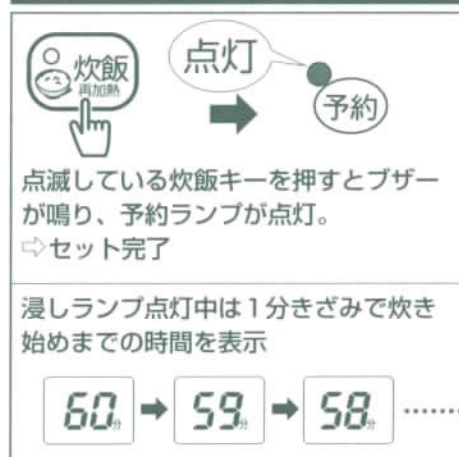 炊飯
再加熱
点灯
予約
点滅している炊飯キーを押すとブザー
が鳴り、予約ランプが点灯。
⇨セット完了
浸しランプ点灯中は1分きざみで炊き
始めまでの時間を表示
60分 ➡ 59分 ➡ 58分 ⋯⋯